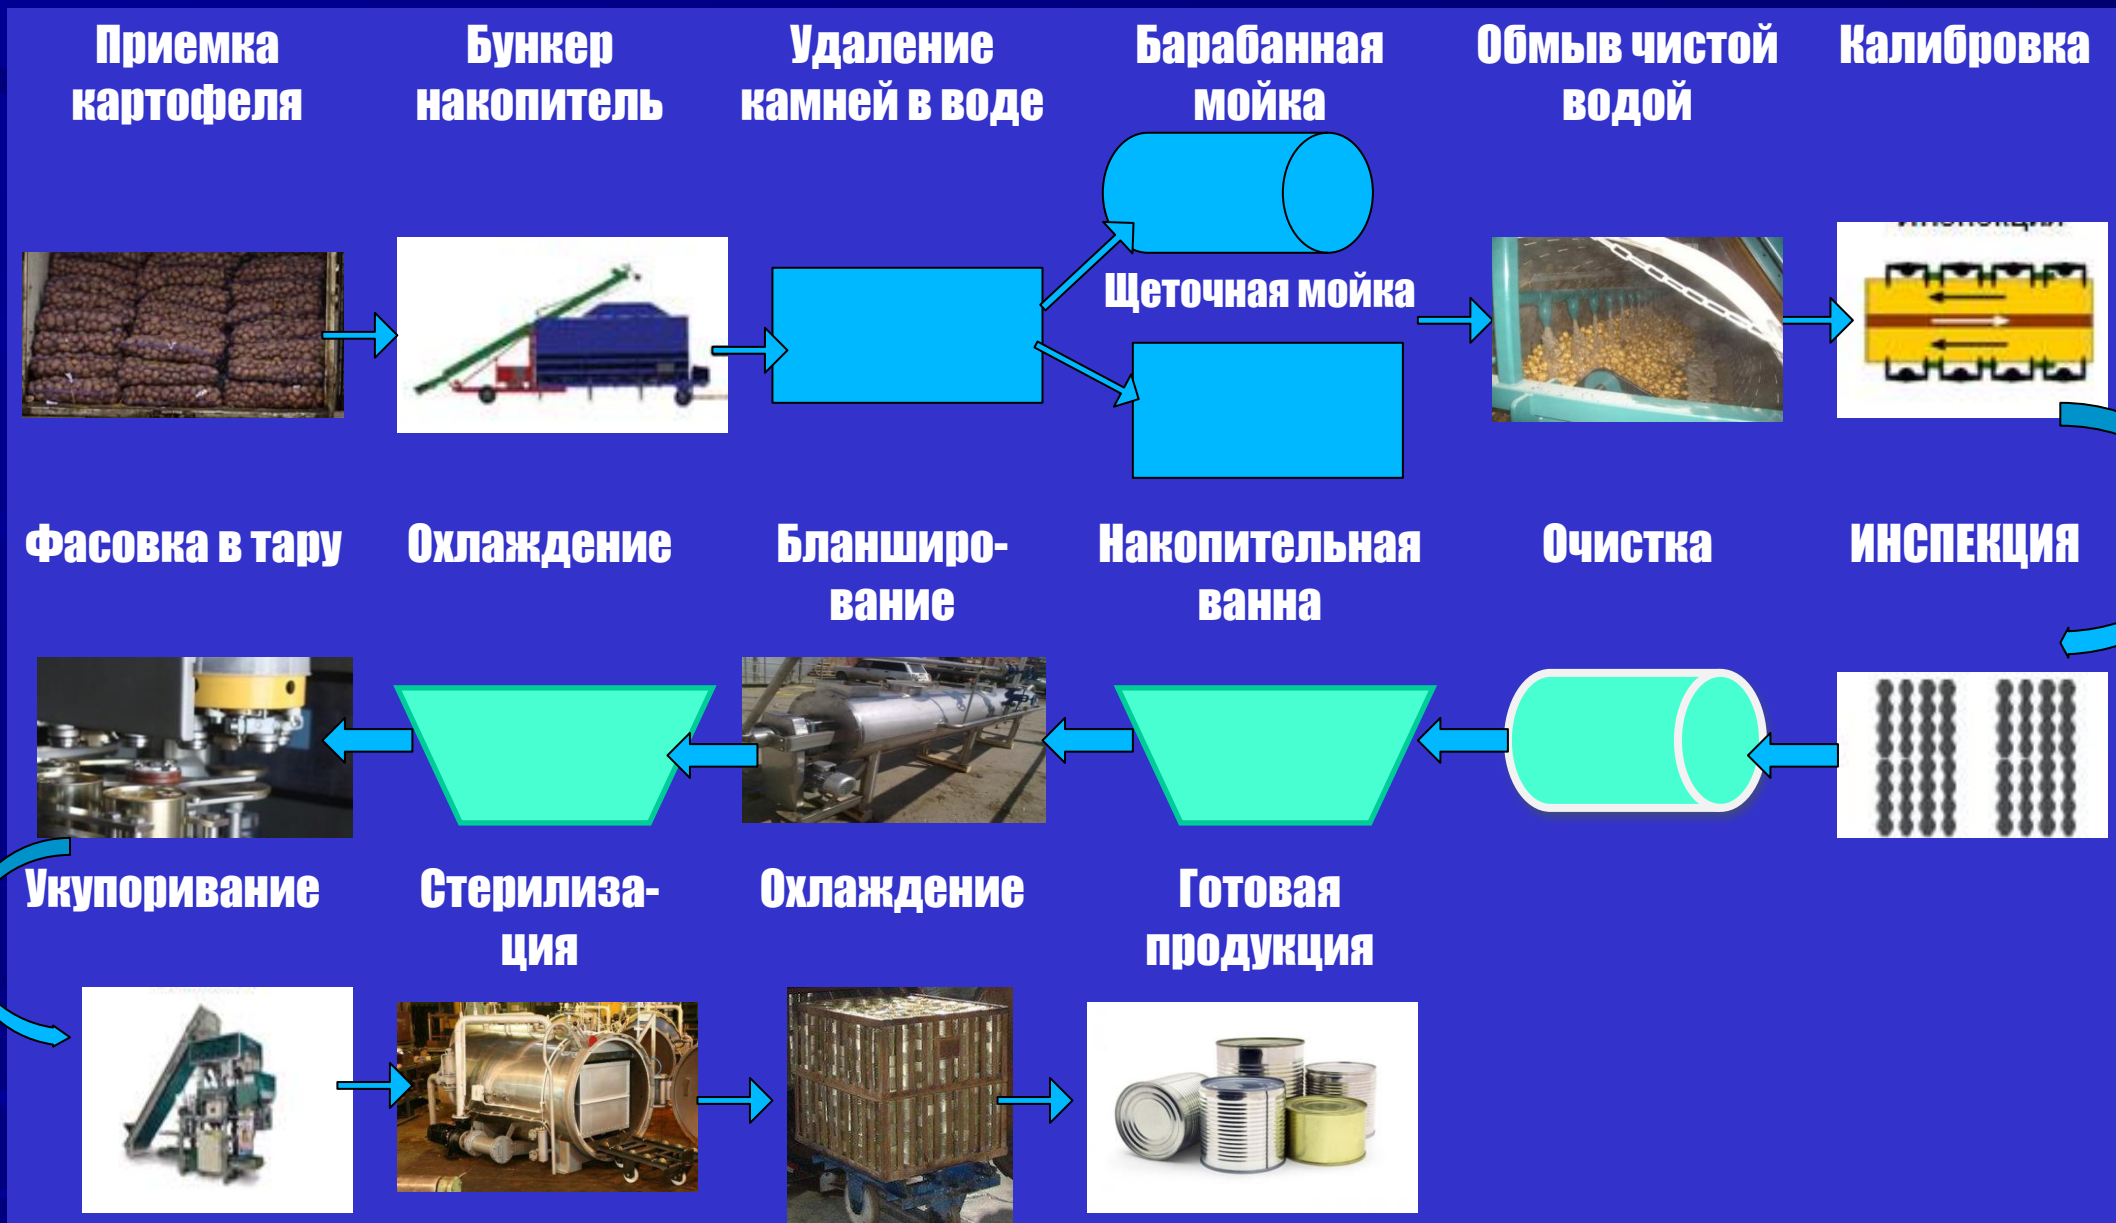 Приемка
картофеля
Бункер
накопитель
Удаление
камней в воде
Барабанная
мойка
Обмыв чистой
водой
Калибровка
Щеточная мойка
Фасовка в тару
Охлаждение
Бланширо-
вание
Накопительная
ванна
Очистка
ИНСПЕКЦИЯ
Укупоривание
Стерилиза-
ция
Охлаждение
Готовая
продукция